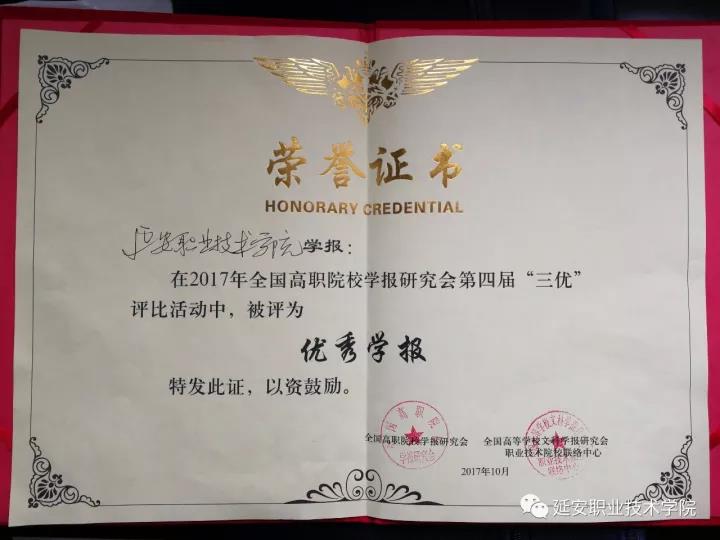 荣誉证书
HONORARY CREDENTIAL
延安职业技术学院学报：
在2017年全国高职院校学报研究会第四届“三优”
评比活动中，被评为
优秀学报
特发此证，以资鼓励。
全国高职院校学报研究会
全国高等学校文科学报研究会
职业技术院校联络中心
2017年10月
延安职业技术学院